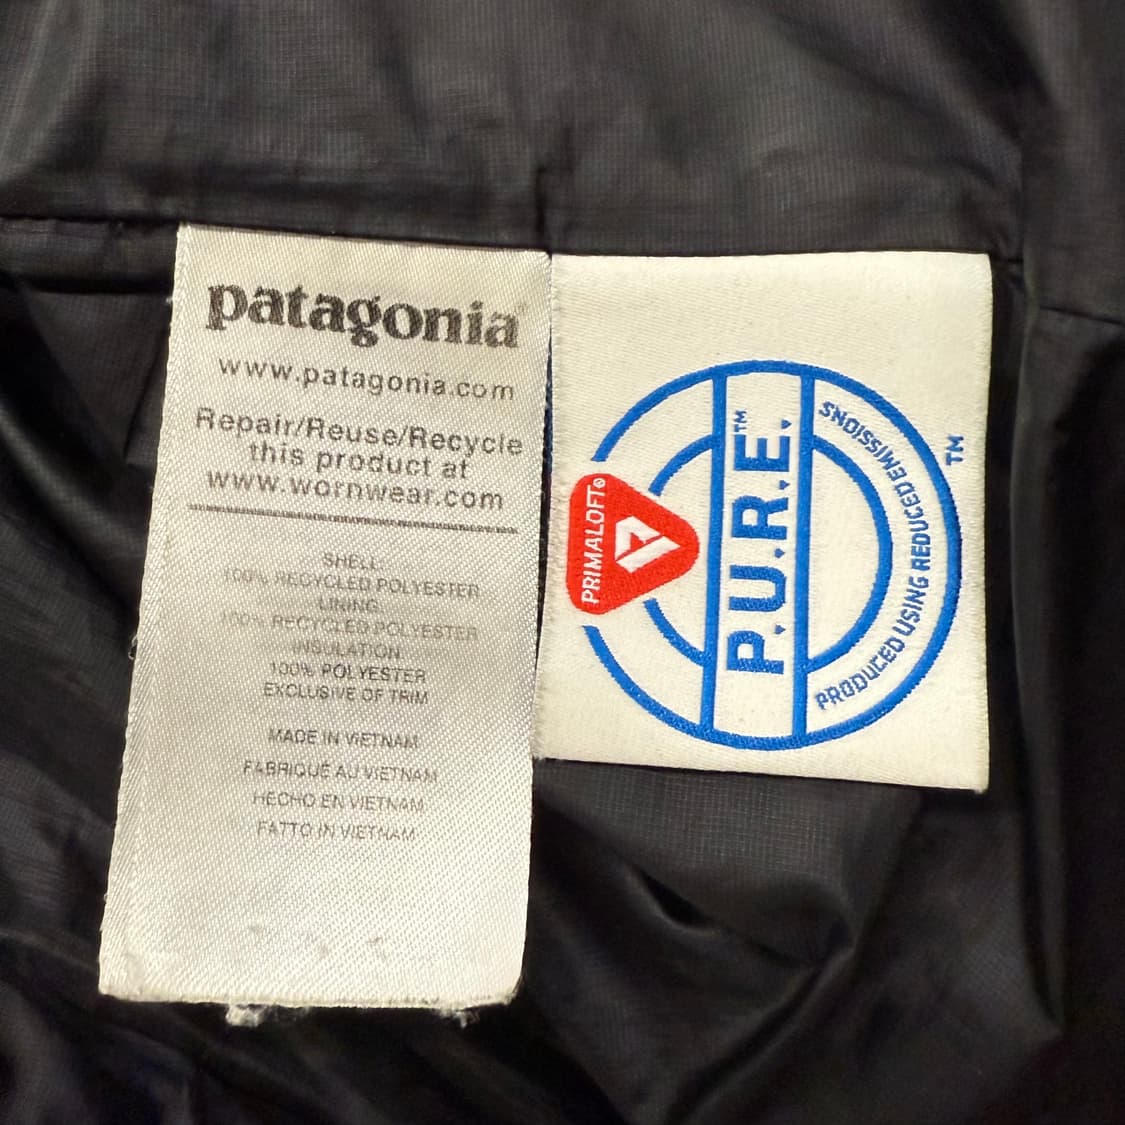 patagonia®
www.patagonia.com
Repair/Reuse/Recycle
this product at
www.wornwear.com
SHELL
100% RECYCLED POLYESTER
LINING
100% RECYCLED POLYESTER
INSULATION
100% POLYESTER
EXCLUSIVE OF TRIM
MADE IN VIETNAM
FABRIQUÉ AU VIETNAM
HECHO EN VIETNAM
FATTO IN VIETNAM
PRIMALOFT®
P.U.R.E.™
PRODUCED USING REDUCED EMISSIONS
™